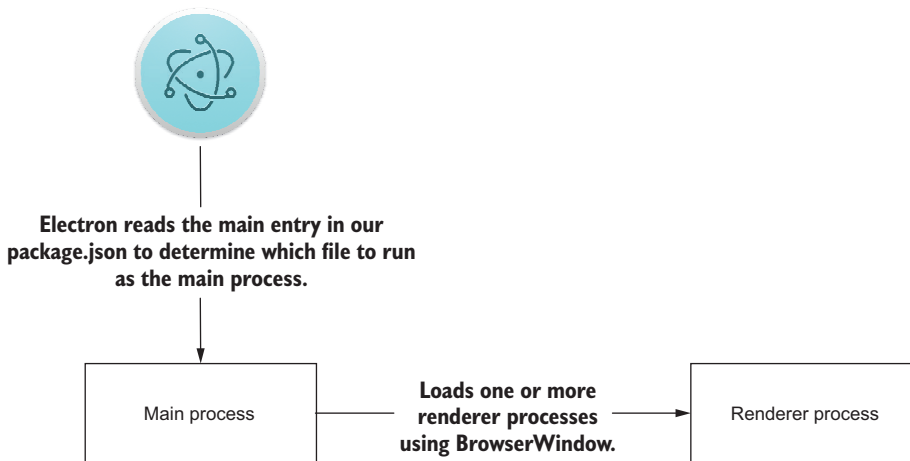 Electron reads the main entry in our
package.json to determine which file to run
as the main process.
Main process
Loads one or more
renderer processes
using BrowserWindow.
Renderer process